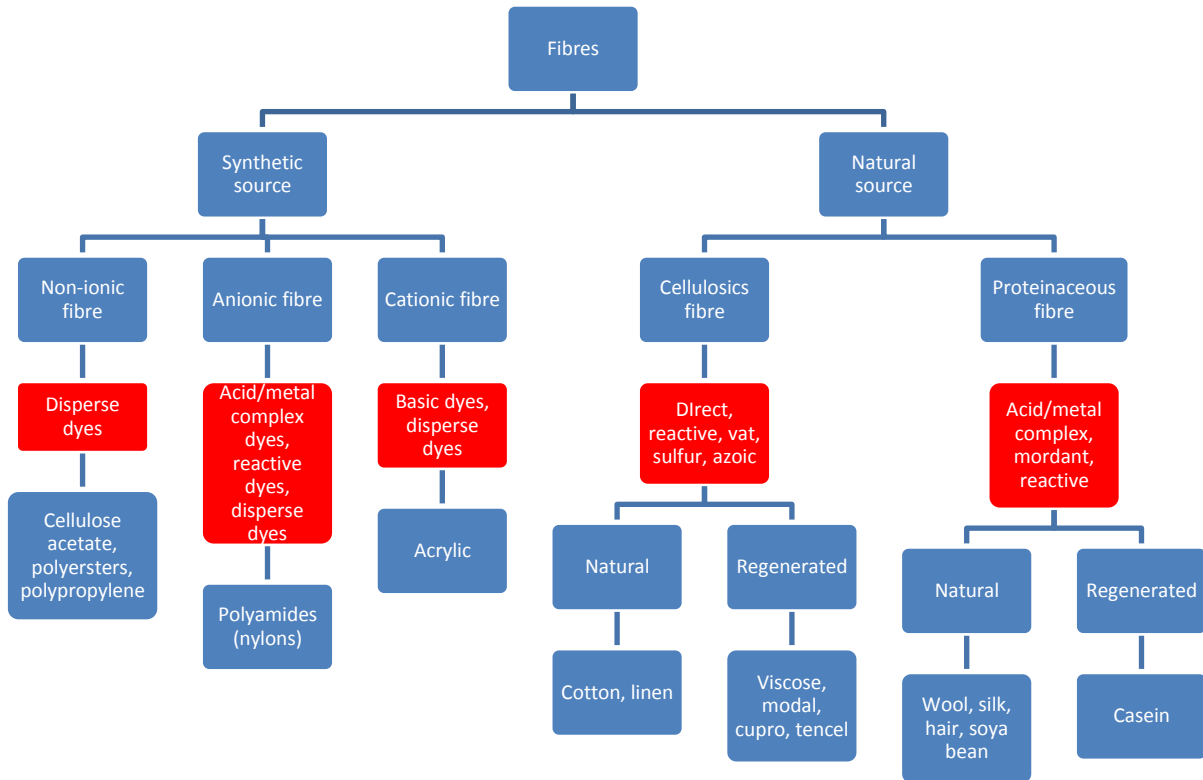 Fibres
Synthetic
source
Natural
source
Non-ionic
fibre
Anionic fibre
Cationic fibre
Cellulosics
fibre
Proteinaceous
fibre
Disperse
dyes
Acid/metal
complex
dyes,
reactive
dyes,
disperse
dyes
Basic dyes,
disperse
dyes
DIrect,
reactive, vat,
sulfur, azoic
Acid/metal
complex,
mordant,
reactive
Cellulose
acetate,
polyersters,
polypropylene
Polyamides
(nylons)
Acrylic
Natural
Regenerated
Natural
Regenerated
Cotton, linen
Viscose,
modal,
cupro, tencel
Wool, silk,
hair, soya
bean
Casein